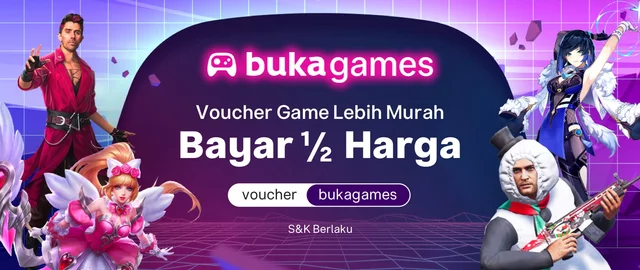 bukagames
Voucher Game Lebih Murah
Bayar ½ Harga
voucher bukagames
S&K Berlaku